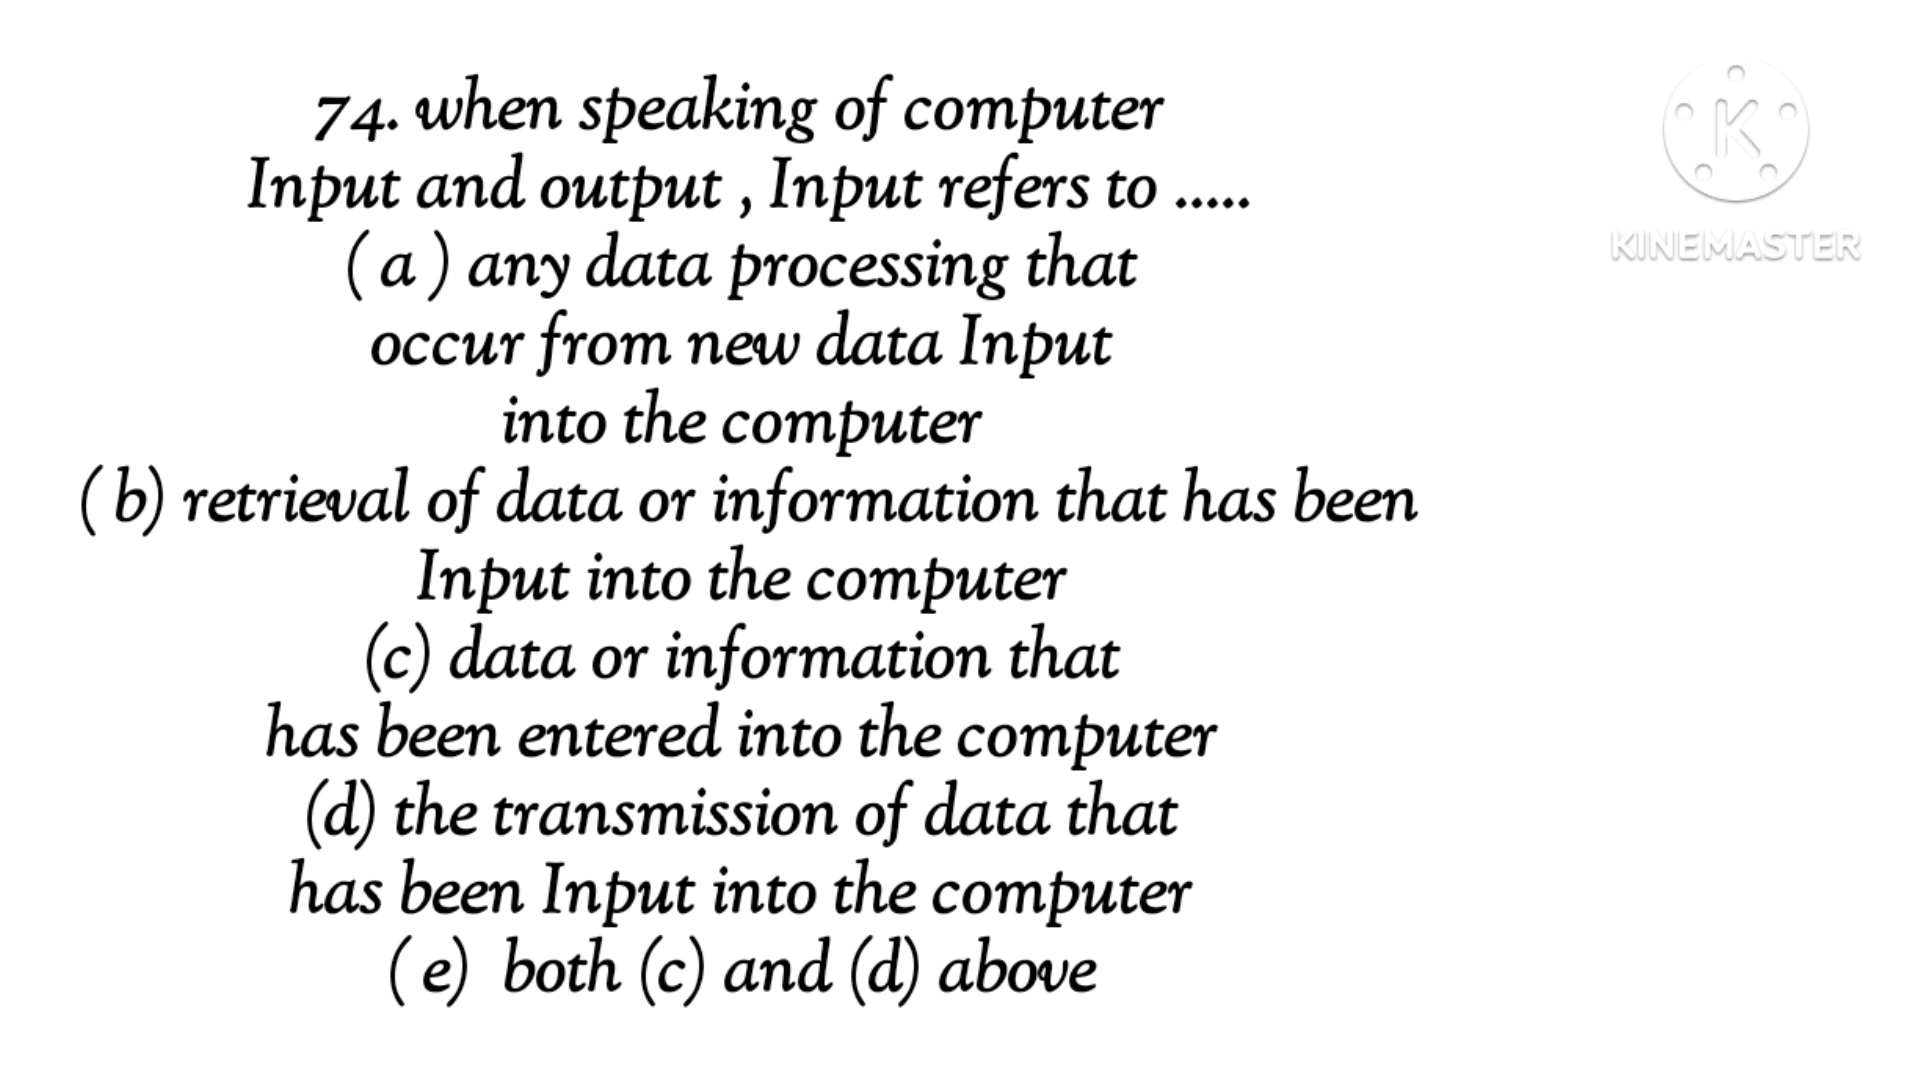 74. when speaking of computer
Input and output , Input refers to .....
( a ) any data processing that
occur from new data Input
into the computer
( b) retrieval of data or information that has been
Input into the computer
(c) data or information that
has been entered into the computer
(d) the transmission of data that
has been Input into the computer
( e) both (c) and (d) above
K
KINEMASTER